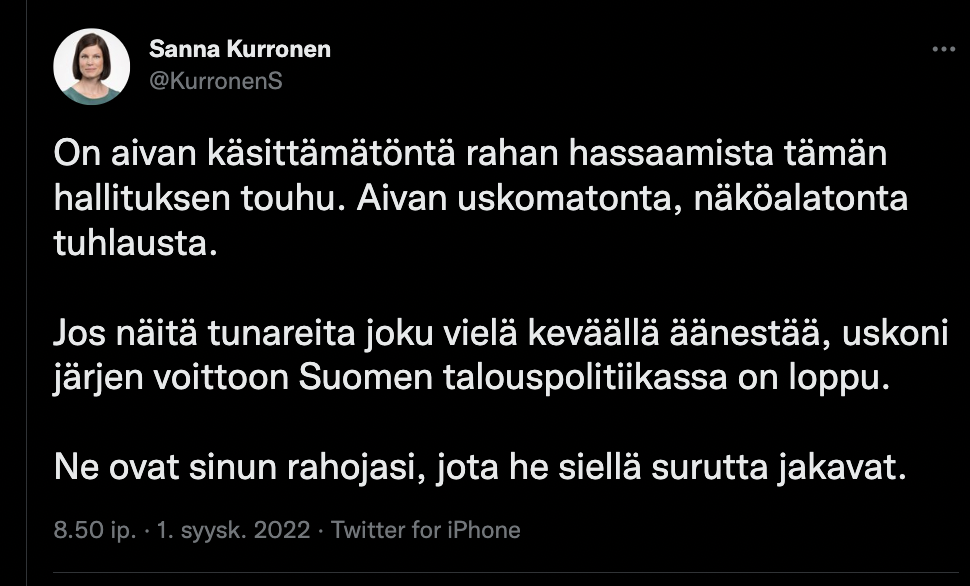 Sanna Kurronen
@KurronenS
On aivan käsittämätöntä rahan hassaamista tämän
hallituksen touhu. Aivan uskomatonta, näköalatonta
tuhlausta.
Jos näitä tunareita joku vielä keväällä äänestää, uskoni
järjen voittoon Suomen talouspolitiikassa on loppu.
Ne ovat sinun rahojasi, jota he siellä surutta jakavat.
8.50 ip. · 1. syysk. 2022 · Twitter for iPhone